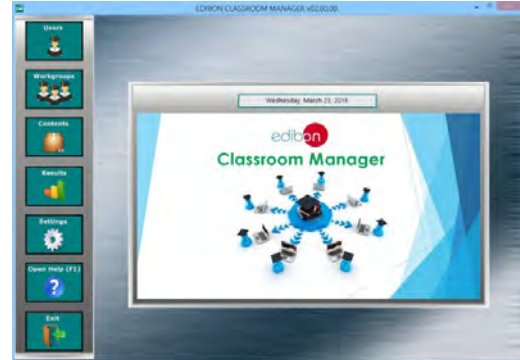 EDIBON CLASSROOM MANAGER v02.00.00
Users
Workgroups
Contents
Results
Settings
Open Help (F1)
Exit
Wednesday, March 23, 2016
edibon
Classroom Manager